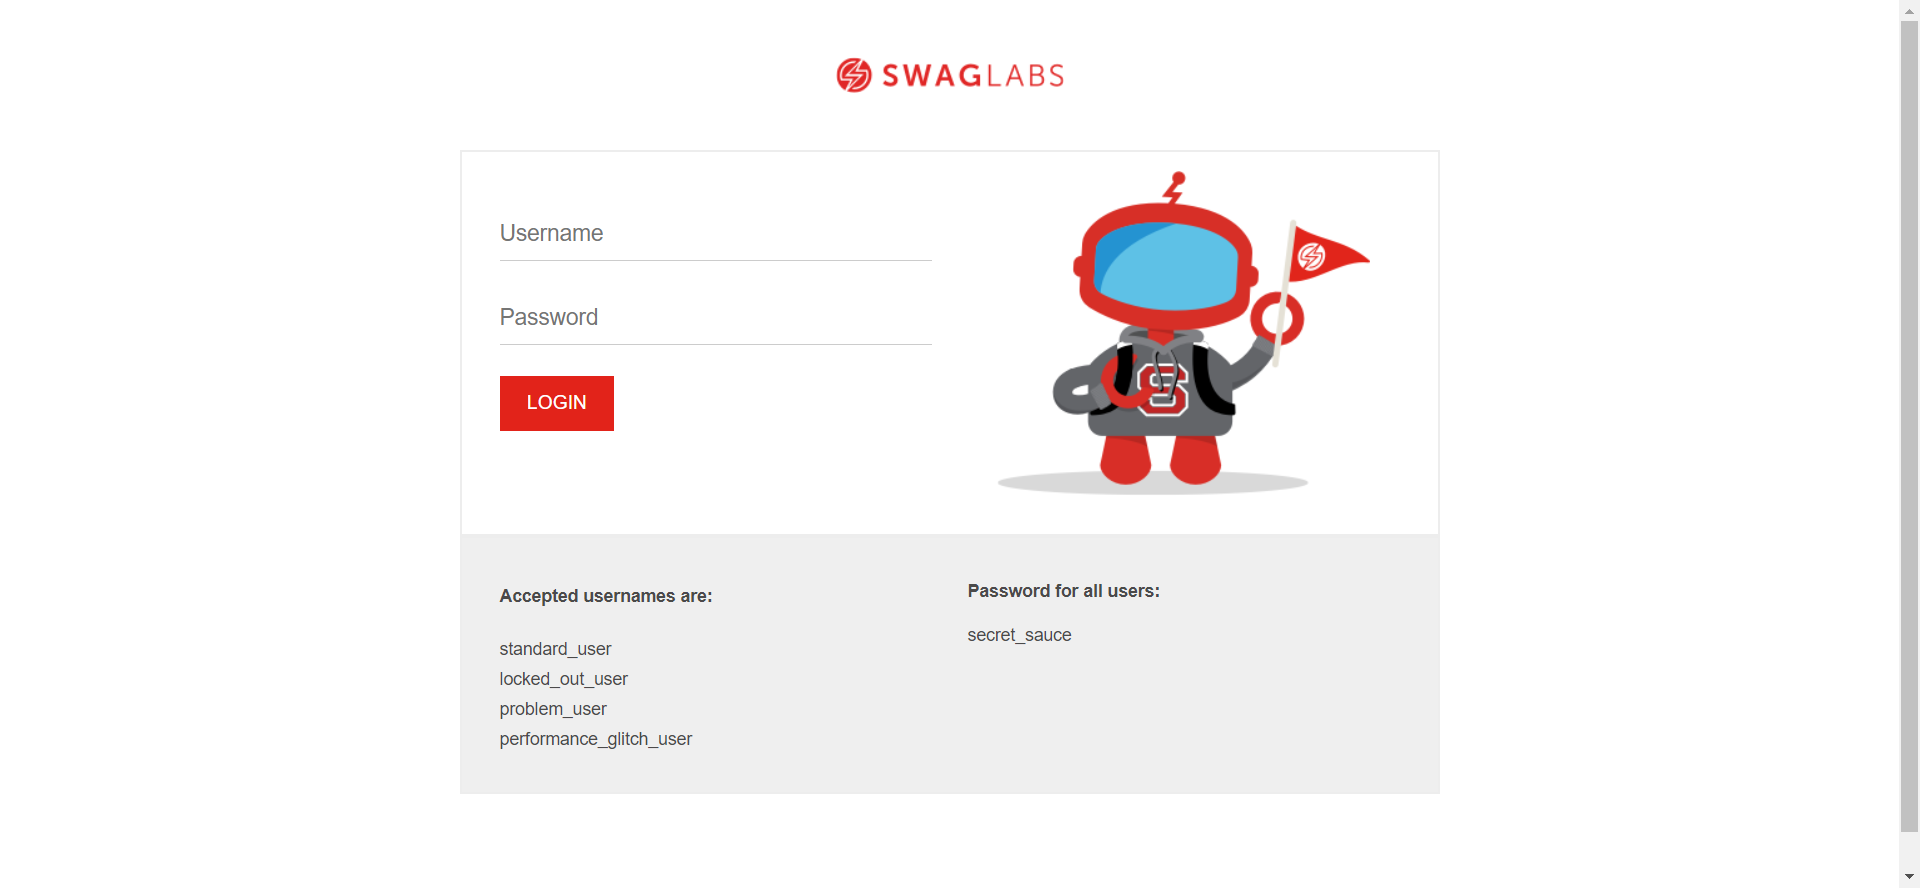 SWAGLABS
Username
Password
LOGIN
S
Accepted usernames are:
standard_user
locked_out_user
problem_user
performance_glitch_user
Password for all users:
secret_sauce